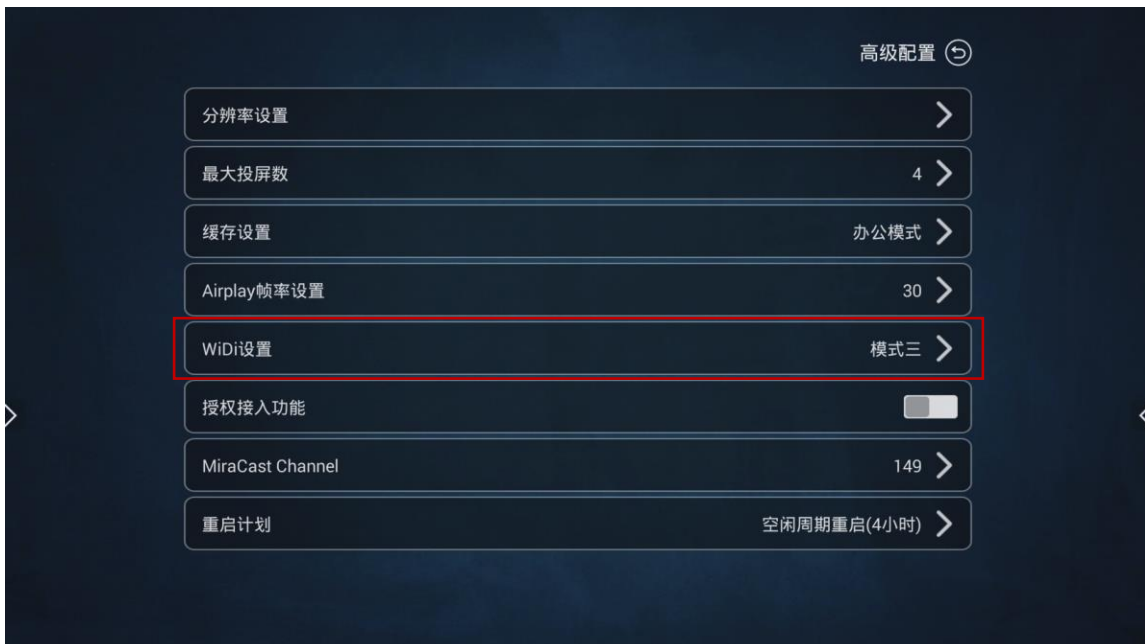 高级配置
分辨率设置
最大投屏数 4
缓存设置 办公模式
Airplay帧率设置 30
WiDi设置 模式三
授权接入功能
MiraCast Channel 149
重启计划 空闲周期重启(4小时)